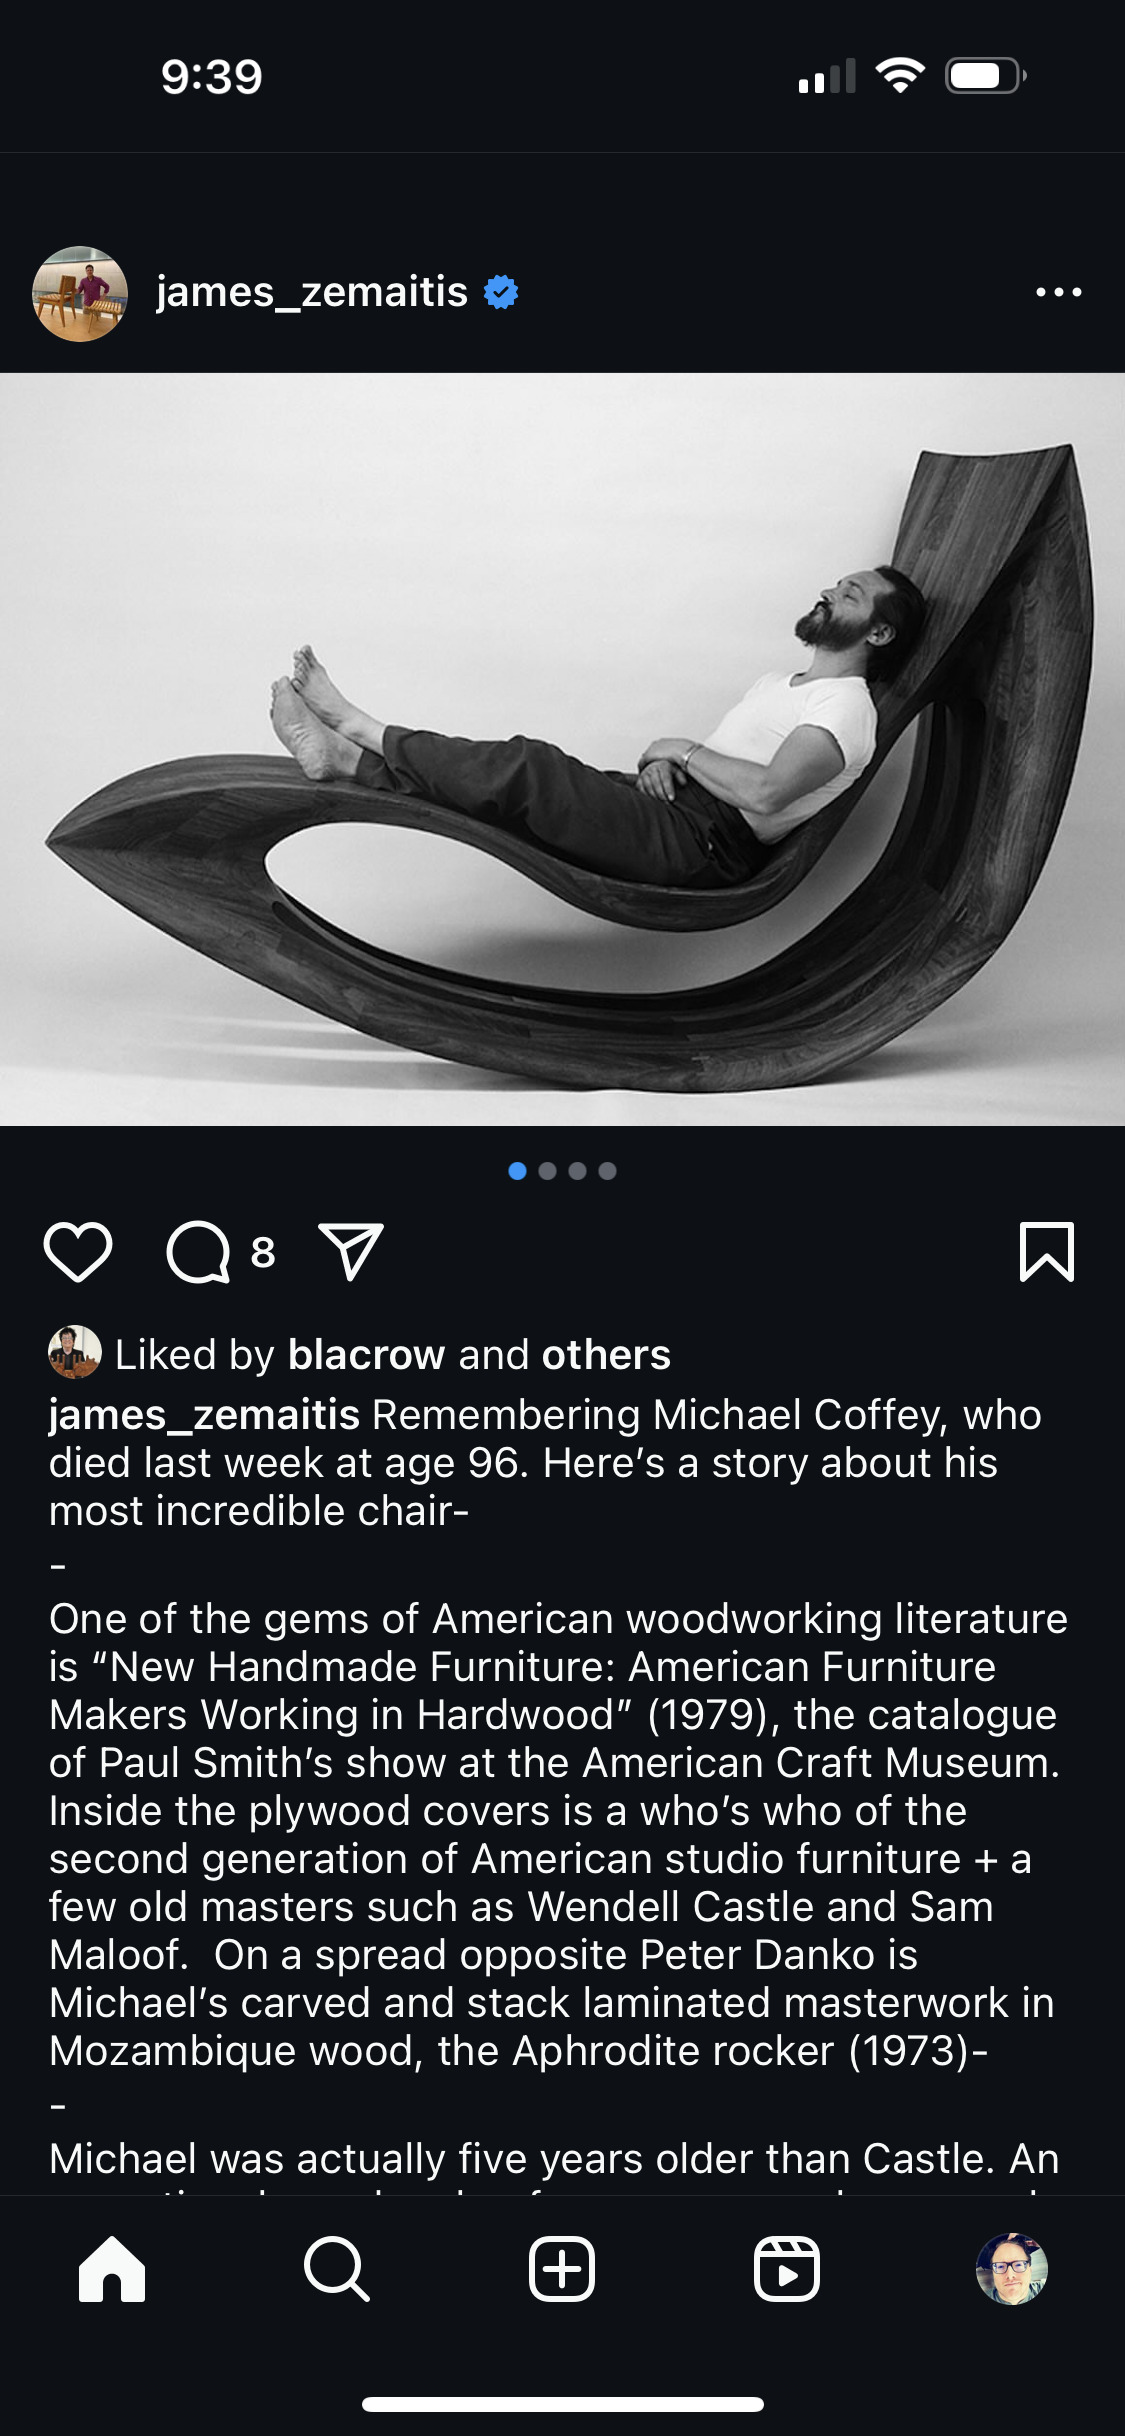 9:39
james_zemaitis
8
Liked by blacrow and others
james_zemaitis Remembering Michael Coffey, who
died last week at age 96. Here’s a story about his
most incredible chair-
-
One of the gems of American woodworking literature
is “New Handmade Furniture: American Furniture
Makers Working in Hardwood” (1979), the catalogue
of Paul Smith’s show at the American Craft Museum.
Inside the plywood covers is a who’s who of the
second generation of American studio furniture + a
few old masters such as Wendell Castle and Sam
Maloof.  On a spread opposite Peter Danko is
Michael’s carved and stack laminated masterwork in
Mozambique wood, the Aphrodite rocker (1973)-
-
Michael was actually five years older than Castle. An